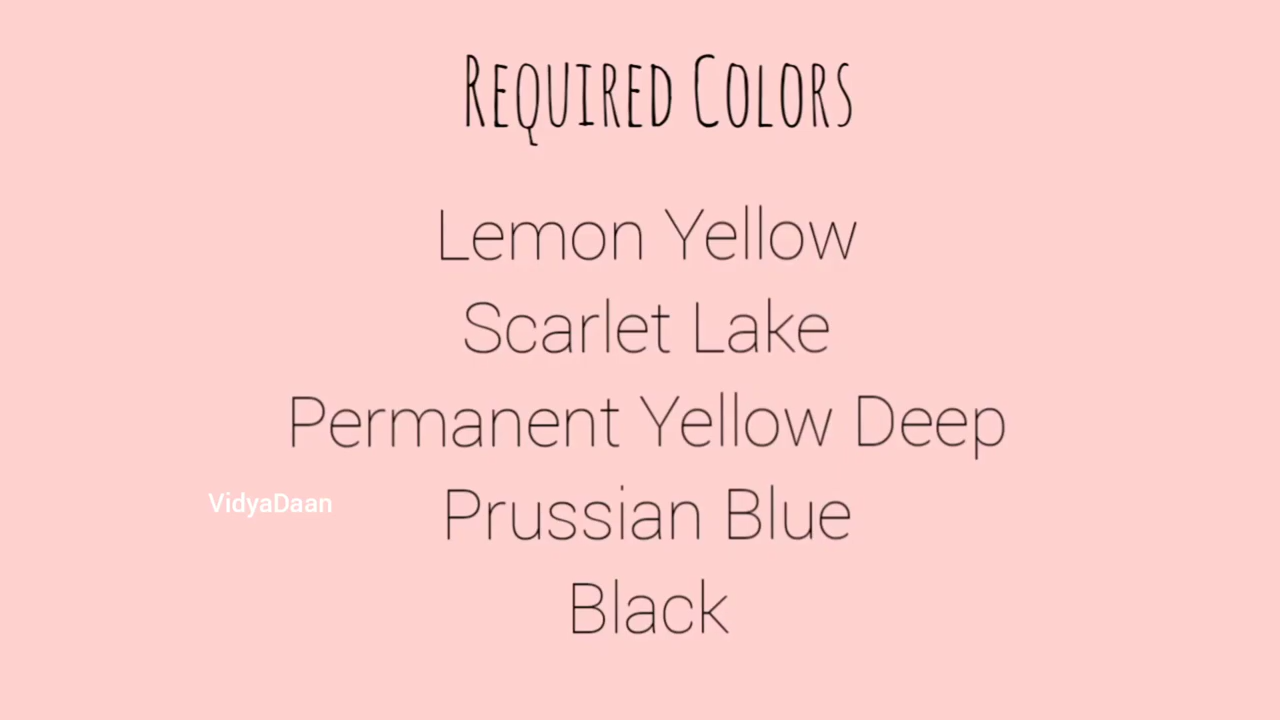 Required Colors
Lemon Yellow
Scarlet Lake
Permanent Yellow Deep
VidyaDaan
Prussian Blue
Black